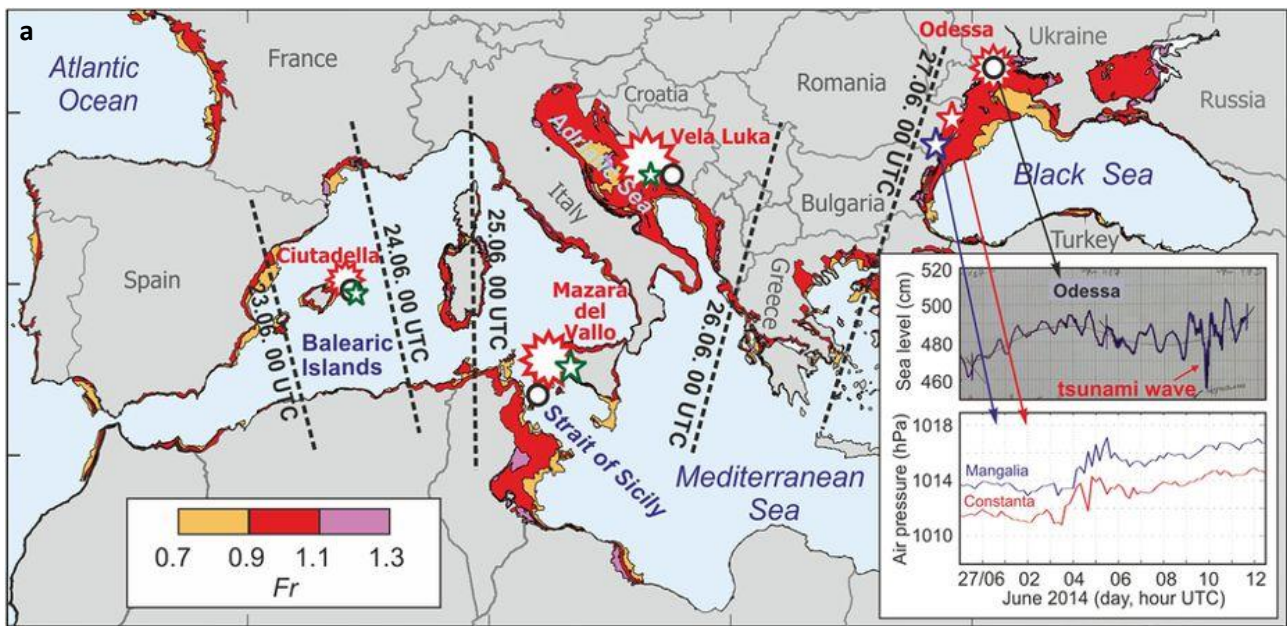 a
Atlantic
Ocean
France
Odessa
Ukraine
Croatia
Romania
27.06. 00 UTC
Russia
Adriatic Sea
Vela Luka
Italy
Bulgaria
Black Sea
Turkey
Spain
Ciutadella
23.06. 00 UTC
24.06. 00 UTC
25.06. 00 UTC
26.06. 00 UTC
Balearic
Islands
Mazara
del
Vallo
Greece
Strait of Sicily
Mediterranean
Sea
0.7
0.9
1.1
1.3
Fr
Sea level (cm)
520
500
480
460
Odessa
tsunami wave
Air pressure (hPa)
1018
1014
1010
Mangalia
Constanta
27/06 02 04 06 08 10 12
June 2014 (day, hour UTC)